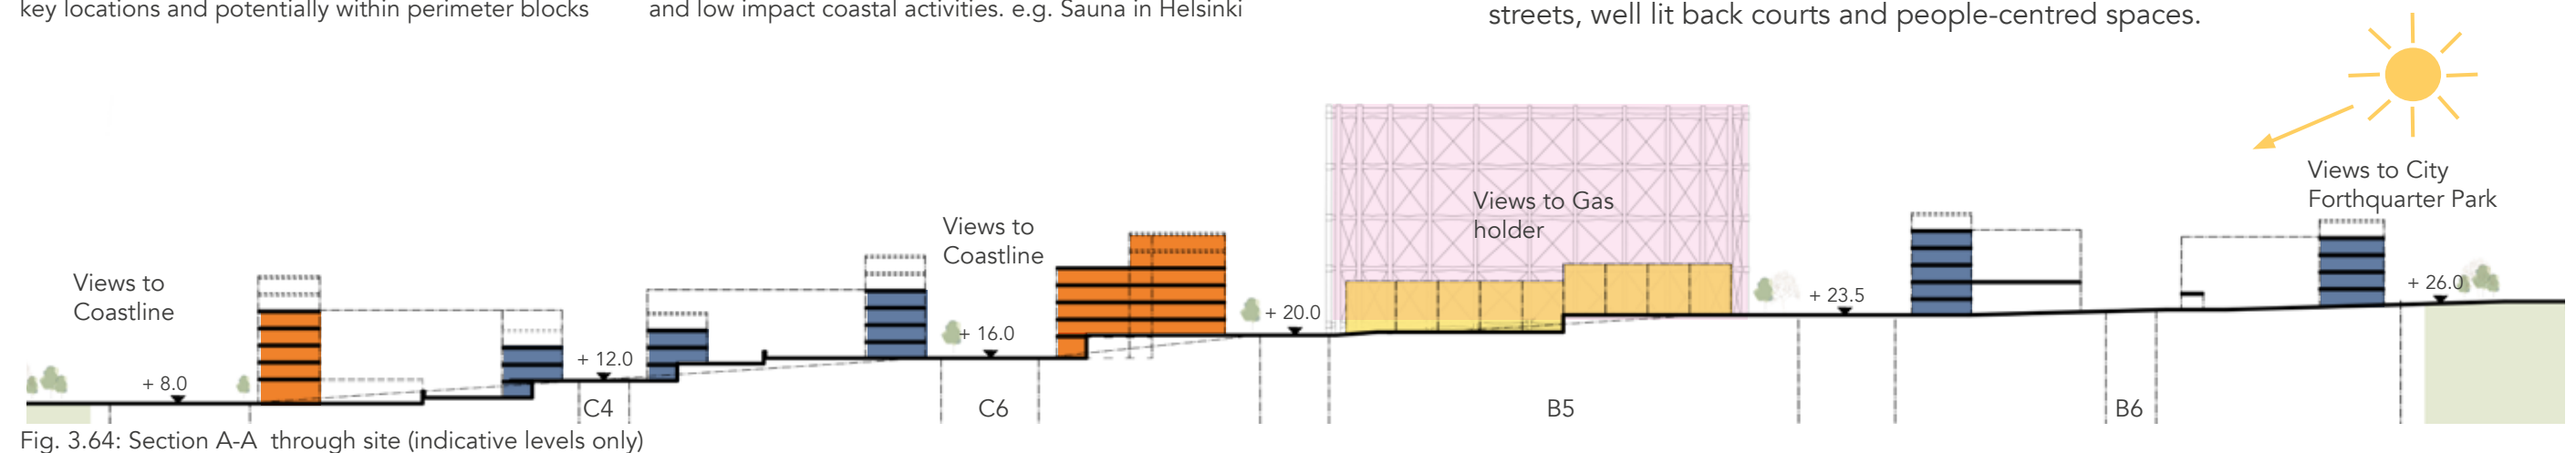 key locations and potentially within perimeter blocks
and low impact coastal activities. e.g. Sauna in Helsinki
streets, well lit back courts and people-centred spaces.
Views to
Coastline
+ 8.0
+ 12.0
C4
Views to
Coastline
+ 16.0
C6
+ 20.0
Views to Gas
holder
B5
+ 23.5
B6
Views to City
Forthquarter Park
+ 26.0
Fig. 3.64: Section A-A through site (indicative levels only)